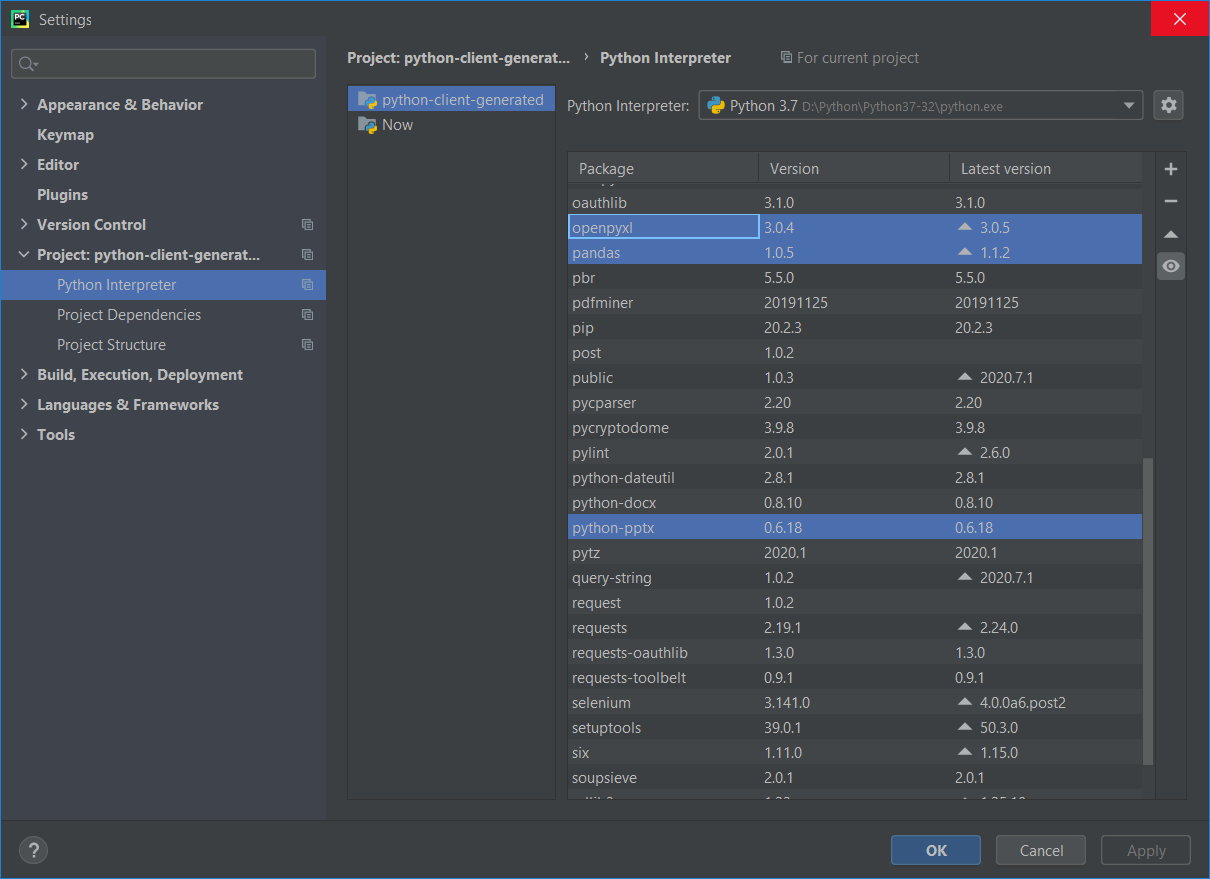 PC
Settings
Project: python-client-generat... › Python Interpreter For current project
Appearance & Behavior
Keymap
Editor
Plugins
Version Control
Project: python-client-generat...
Python Interpreter
Project Dependencies
Project Structure
Build, Execution, Deployment
Languages & Frameworks
Tools
python-client-generated
Now
Python Interpreter: Python 3.7 D:\Python\Python37-32\python.exe
Package Version Latest version
oauthlib 3.1.0 3.1.0
openpyxl 3.0.4 3.0.5
pandas 1.0.5 1.1.2
pbr 5.5.0 5.5.0
pdfminer 20191125 20191125
pip 20.2.3 20.2.3
post 1.0.2
public 1.0.3 2020.7.1
pycparser 2.20 2.20
pycryptodome 3.9.8 3.9.8
pylint 2.0.1 2.6.0
python-dateutil 2.8.1 2.8.1
python-docx 0.8.10 0.8.10
python-pptx 0.6.18 0.6.18
pytz 2020.1 2020.1
query-string 1.0.2 2020.7.1
request 1.0.2
requests 2.19.1 2.24.0
requests-oauthlib 1.3.0 1.3.0
requests-toolbelt 0.9.1 0.9.1
selenium 3.141.0 4.0.0a6.post2
setuptools 39.0.1 50.3.0
six 1.11.0 1.15.0
soupsieve 2.0.1 2.0.1
? OK Cancel Apply